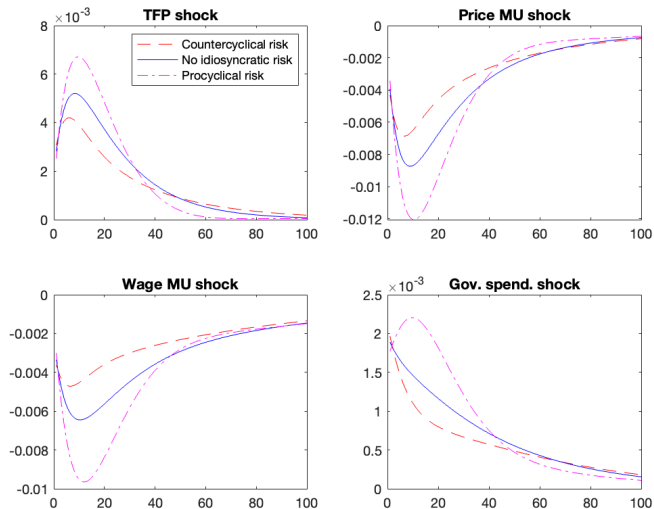 TFP shock
×10⁻³
8
6
4
2
0
0 20 40 60 80 100
Countercyclical risk
No idiosyncratic risk
Procyclical risk
Price MU shock
0
-0.002
-0.004
-0.006
-0.008
-0.01
-0.012
0 20 40 60 80 100
Wage MU shock
0
-0.002
-0.004
-0.006
-0.008
-0.01
0 20 40 60 80 100
Gov. spend. shock
×10⁻³
2.5
2
1.5
1
0.5
0
0 20 40 60 80 100